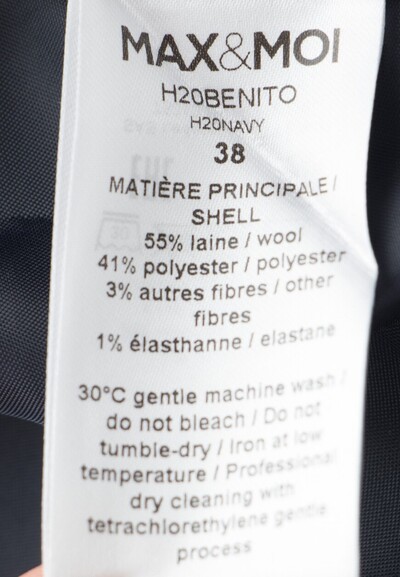 MAX&MOI
H20BENITO
H20NAVY
38
MATIÈRE PRINCIPALE /
SHELL
55% laine / wool
41% polyester / polyester
3% autres fibres / other
fibres
1% élasthanne / elastane
30°C gentle machine wash /
do not bleach / Do not
tumble-dry / Iron at low
temperature / Professional
dry cleaning with
tetrachlorethylene gentle
process